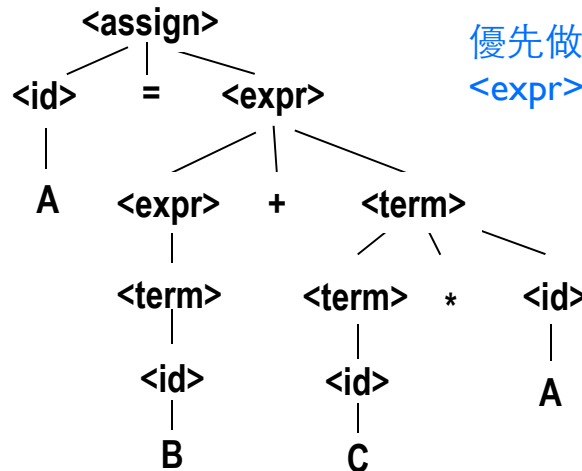 <assign>
優先做
<id> = <expr>
<expr>
A <expr> + <term>
<term> <term> * <id>
<id> <id> A
B C